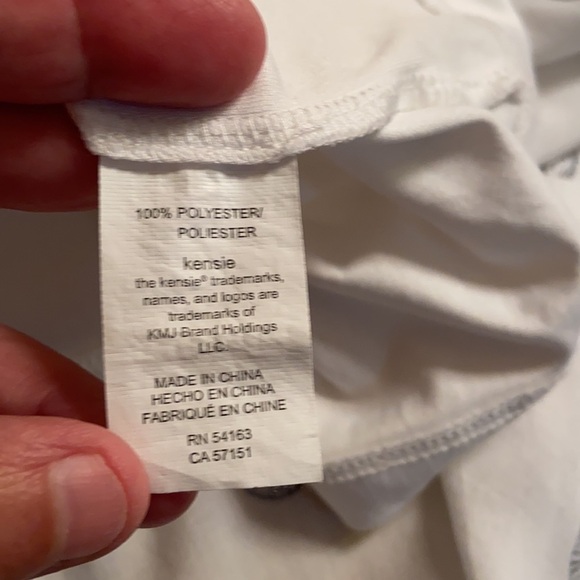 100% POLYESTER/
POLIESTER
kensie
the kensie® trademarks,
names, and logos are
trademarks of
KMJ Brand Holdings
LLC.
MADE IN CHINA
HECHO EN CHINA
FABRIQUÉ EN CHINE
RN 54163
CA 57151